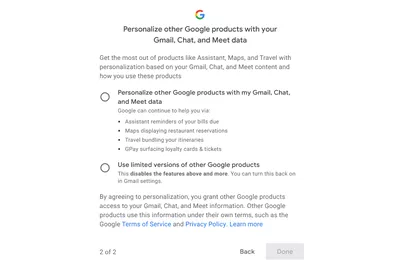 Personalize other Google products with your
Gmail, Chat, and Meet data
Get the most out of products like Assistant, Maps, and Travel with
personalization based on your Gmail, Chat, and Meet content and
how you use these products
Personalize other Google products with my Gmail, Chat,
and Meet data
Google can continue to help you via:
• Assistant reminders of your bills due
• Maps displaying restaurant reservations
• Travel bundling your itineraries
• GPay surfacing loyalty cards & tickets
Use limited versions of other Google products
This disables the features above and more. You can turn this back on
in Gmail settings.
By agreeing to personalization, you grant other Google products
access to your Gmail, Chat, and Meet information. Other Google
products use this information under their own terms, such as the
Google Terms of Service and Privacy Policy. Learn more
2 of 2 Back Done